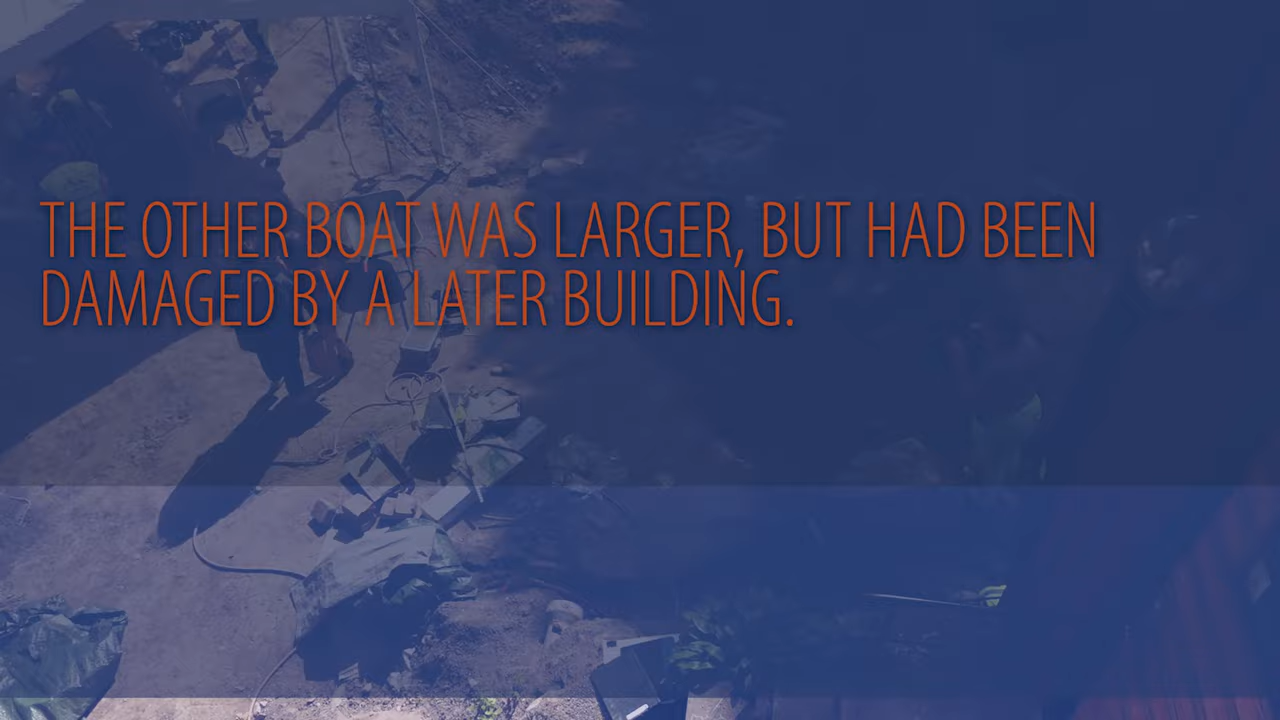 THE OTHER BOAT WAS LARGER, BUT HAD BEEN
DAMAGED BY A LATER BUILDING.